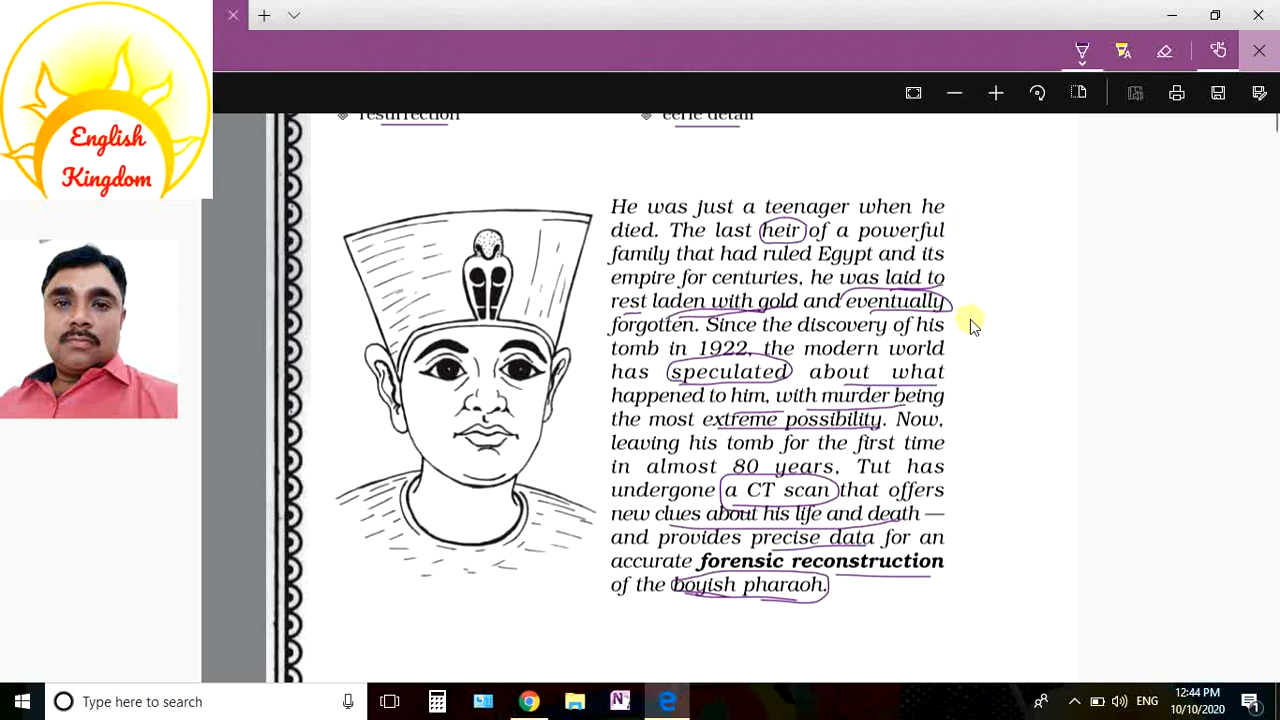 English
Kingdom
resurrection
eerie detail
He was just a teenager when he
died. The last heir of a powerful
family that had ruled Egypt and its
empire for centuries, he was laid to
rest laden with gold and eventually
forgotten. Since the discovery of his
tomb in 1922, the modern world
has speculated about what
happened to him, with murder being
the most extreme possibility. Now,
leaving his tomb for the first time
in almost 80 years, Tut has
undergone a CT scan that offers
new clues about his life and death —
and provides precise data for an
accurate forensic reconstruction
of the boyish pharaoh.
Type here to search
ENG
12:44 PM
10/10/2020